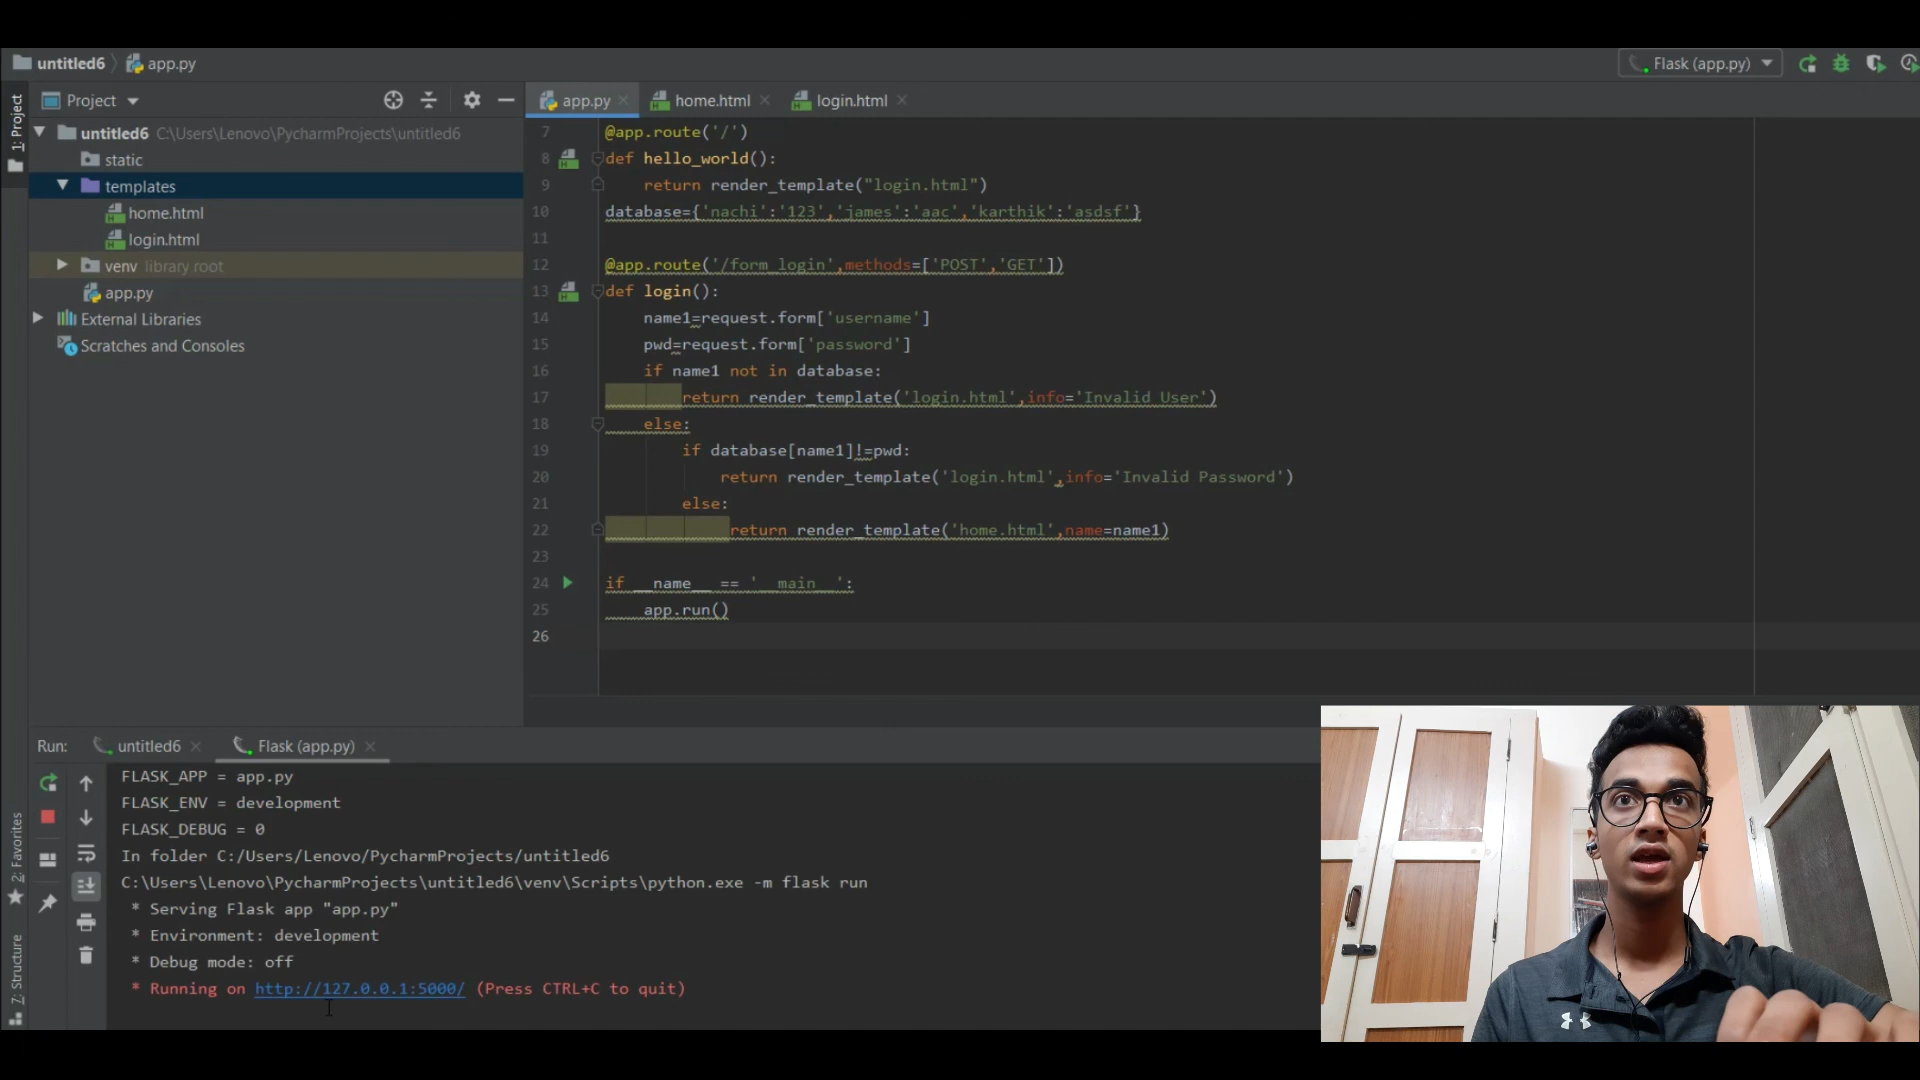 untitled6 app.py
Flask (app.py)
1: Project
Project
app.py
home.html
login.html
untitled6 C:\Users\Lenovo\PycharmProjects\untitled6
static
templates
home.html
login.html
venv library root
app.py
External Libraries
Scratches and Consoles
7 @app.route('/')
8 def hello_world():
9 return render_template("login.html")
10 database={'nachi':'123','james':'aac','karthik':'asdsf'}
11
12 @app.route('/form_login',methods=['POST','GET'])
13 def login():
14 name1=request.form['username']
15 pwd=request.form['password']
16 if name1 not in database:
17 return render_template('login.html',info='Invalid User')
18 else:
19 if database[name1]!=pwd:
20 return render_template('login.html',info='Invalid Password')
21 else:
22 return render_template('home.html',name=name1)
23
24 if __name__ == '__main__':
25 app.run()
26
Run: untitled6 Flask (app.py)
FLASK_APP = app.py
FLASK_ENV = development
FLASK_DEBUG = 0
In folder C:/Users/Lenovo/PycharmProjects/untitled6
C:\Users\Lenovo\PycharmProjects\untitled6\venv\Scripts\python.exe -m flask run
* Serving Flask app "app.py"
* Environment: development
* Debug mode: off
* Running on http://127.0.0.1:5000/ (Press CTRL+C to quit)
2: Favorites
7: Structure